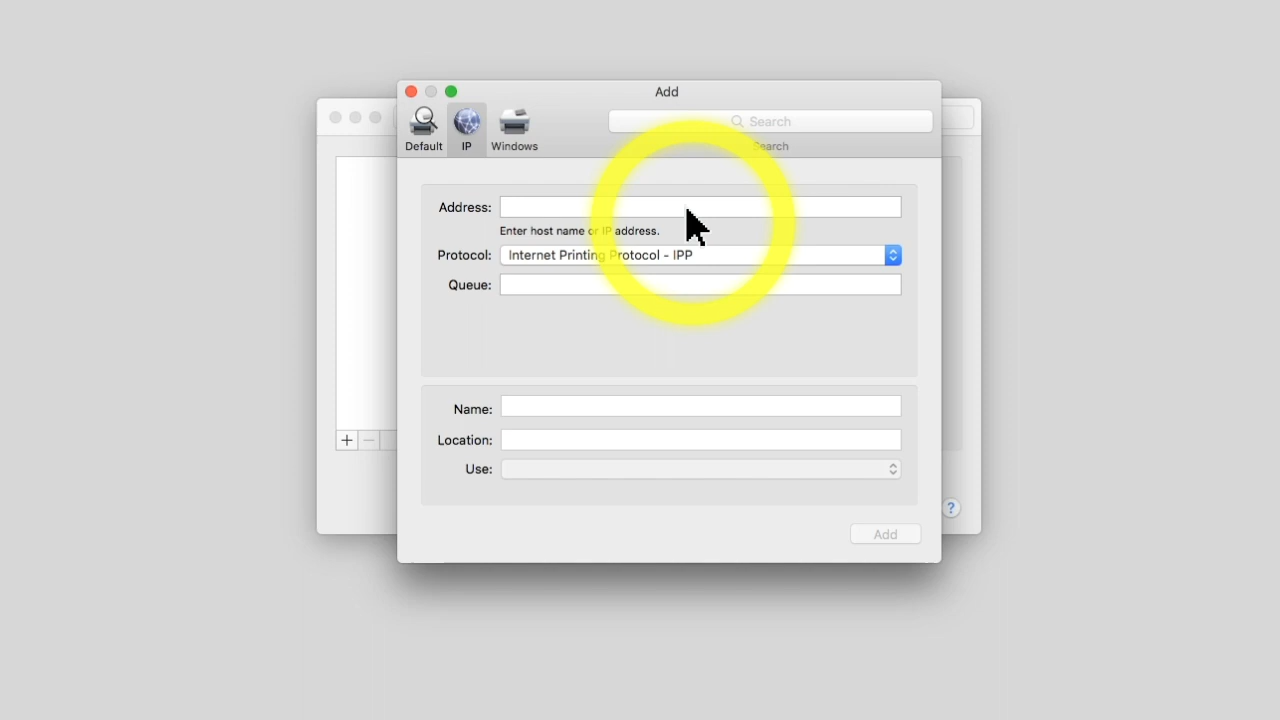 Add
Search
Default IP Windows Search
Address:
Enter host name or IP address.
Protocol: Internet Printing Protocol - IPP
Queue:
Name:
Location:
Use:
+ −
?
Add